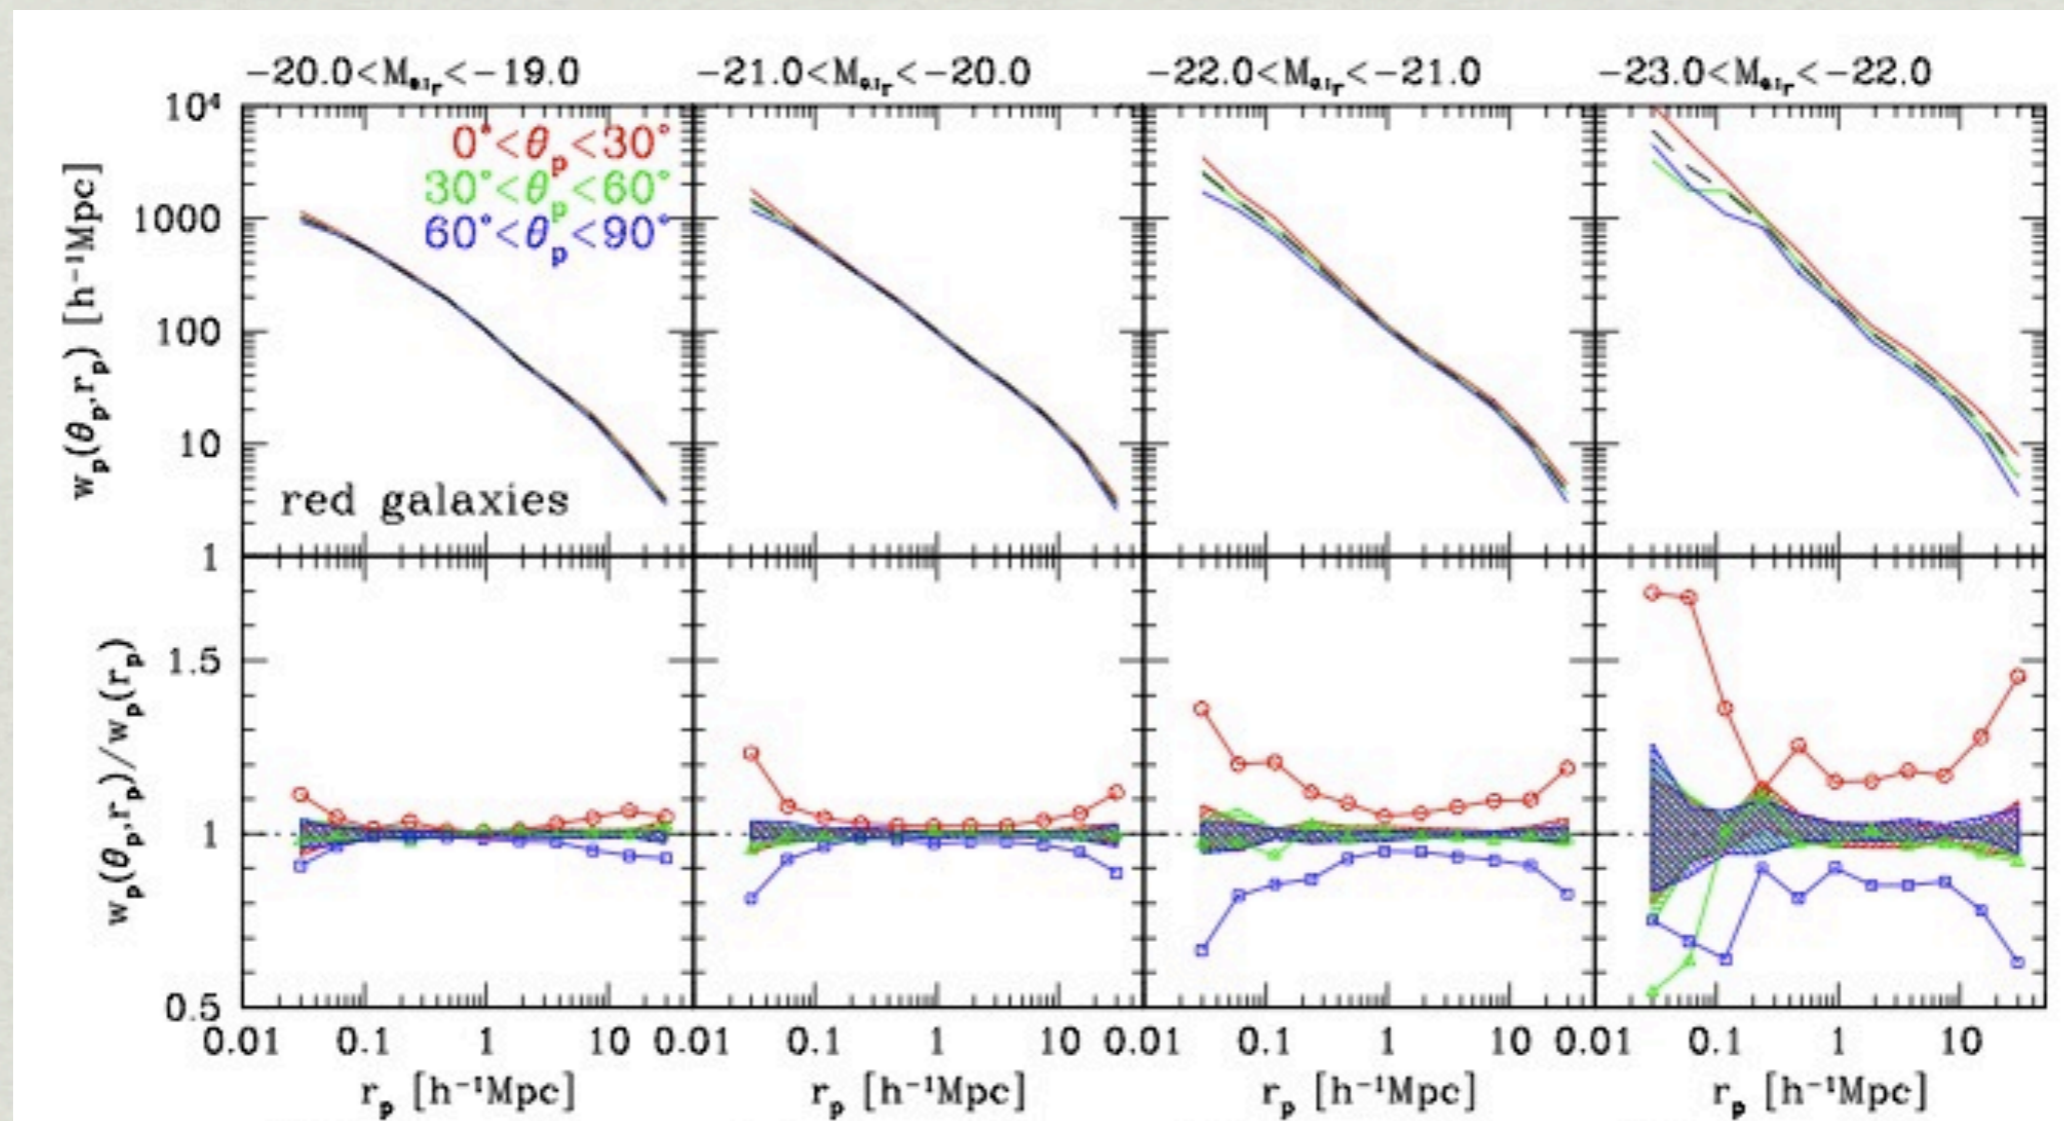 -20.0<M₀.₁ᵣ<-19.0
-21.0<M₀.₁ᵣ<-20.0
-22.0<M₀.₁ᵣ<-21.0
-23.0<M₀.₁ᵣ<-22.0
10⁴
1000
100
10
1
wₚ(θₚ,rₚ) [h⁻¹Mpc]
0°<θₚ<30°
30°<θₚ<60°
60°<θₚ<90°
red galaxies
1.5
1
0.5
wₚ(θₚ,rₚ)/wₚ(rₚ)
0.01 0.1 1 10 0.01 0.1 1 10 0.01 0.1 1 10 0.01 0.1 1 10
rₚ [h⁻¹Mpc]
rₚ [h⁻¹Mpc]
rₚ [h⁻¹Mpc]
rₚ [h⁻¹Mpc]